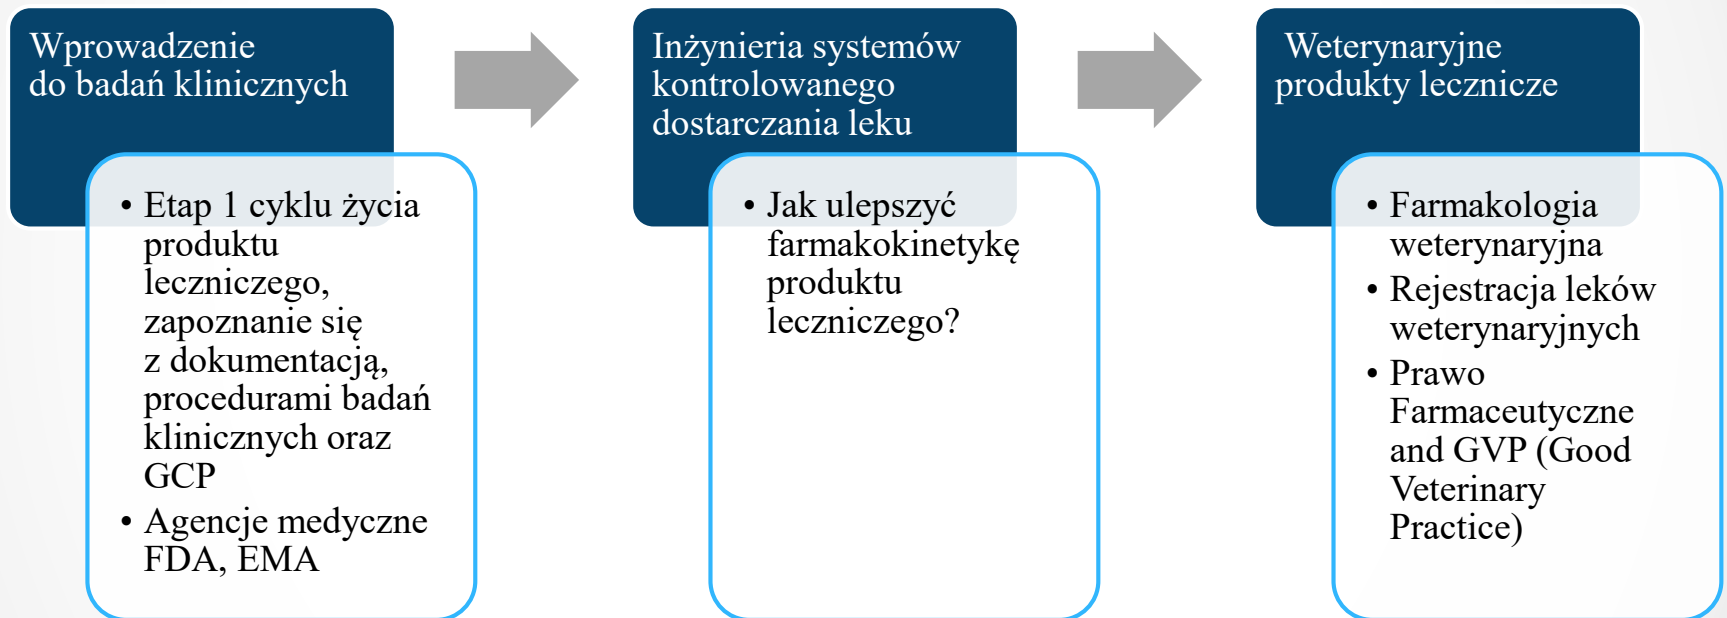 Wprowadzenie
do badań klinicznych
• Etap 1 cyklu życia
produktu
leczniczego,
zapoznanie się
z dokumentacją,
procedurami badań
klinicznych oraz
GCP
• Agencje medyczne
FDA, EMA
Inżynieria systemów
kontrolowanego
dostarczania leku
• Jak ulepszyć
farmakokinetykę
produktu
leczniczego?
Weterynaryjne
produkty lecznicze
• Farmakologia
weterynaryjna
• Rejestracja leków
weterynaryjnych
• Prawo
Farmaceutyczne
and GVP (Good
Veterinary
Practice)